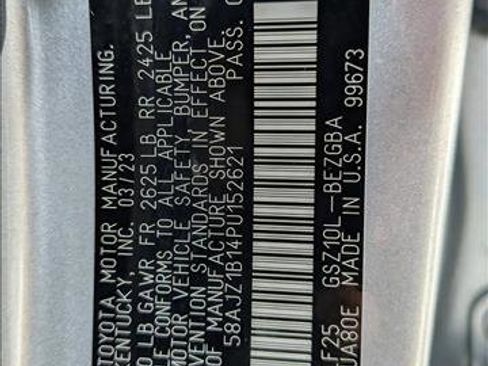 TOYOTA MOTOR MANUFACTURING.
KENTUCKY, INC. 03/23
LB GAWR FR 2625 LB RR 2425 LB
CONFORMS TO ALL APPLICABLE
MOTOR VEHICLE SAFETY BUMPER, AND
STANDARDS IN EFFECT ON
OF MANUFACTURE SHOWN ABOVE.
58AJZ1B14PU152621 PASS.
F25 GSZ10L-BEZGBA
UA80E MADE IN U.S.A. 99673